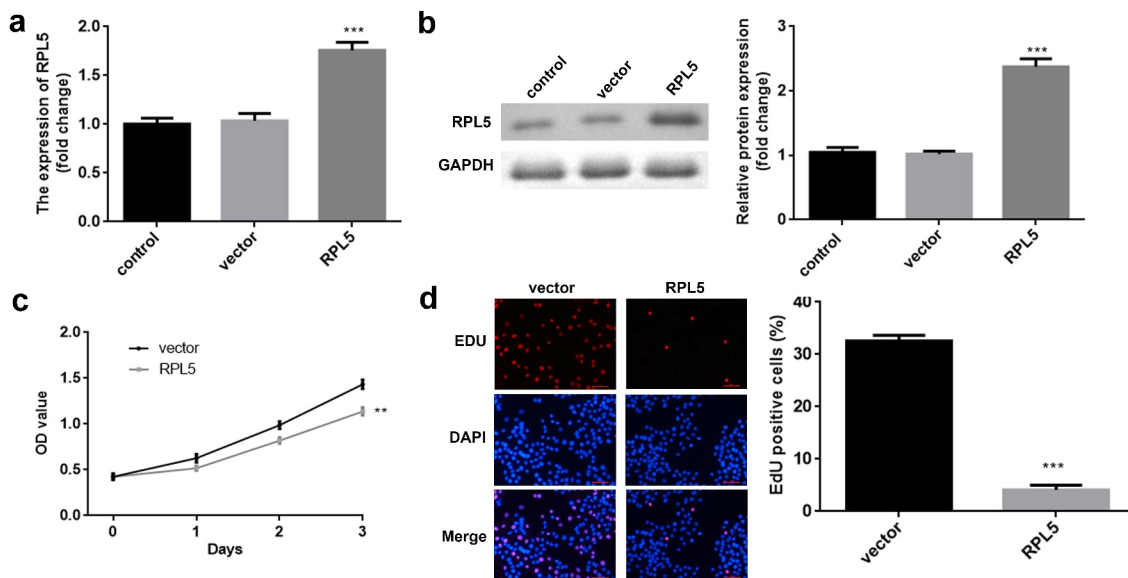 a
The expression of RPL5
(fold change)
2.0
1.5
1.0
0.5
0.0
***
control
vector
RPL5
b
control
vector
RPL5
RPL5
GAPDH
Relative protein expression
(fold change)
3
2
1
0
***
control
vector
RPL5
c
OD value
2.0
1.5
1.0
0.5
0.0
vector
RPL5
**
0
1
2
3
Days
d
vector
RPL5
EDU
DAPI
Merge
EdU positive cells (%)
40
30
20
10
0
***
vector
RPL5